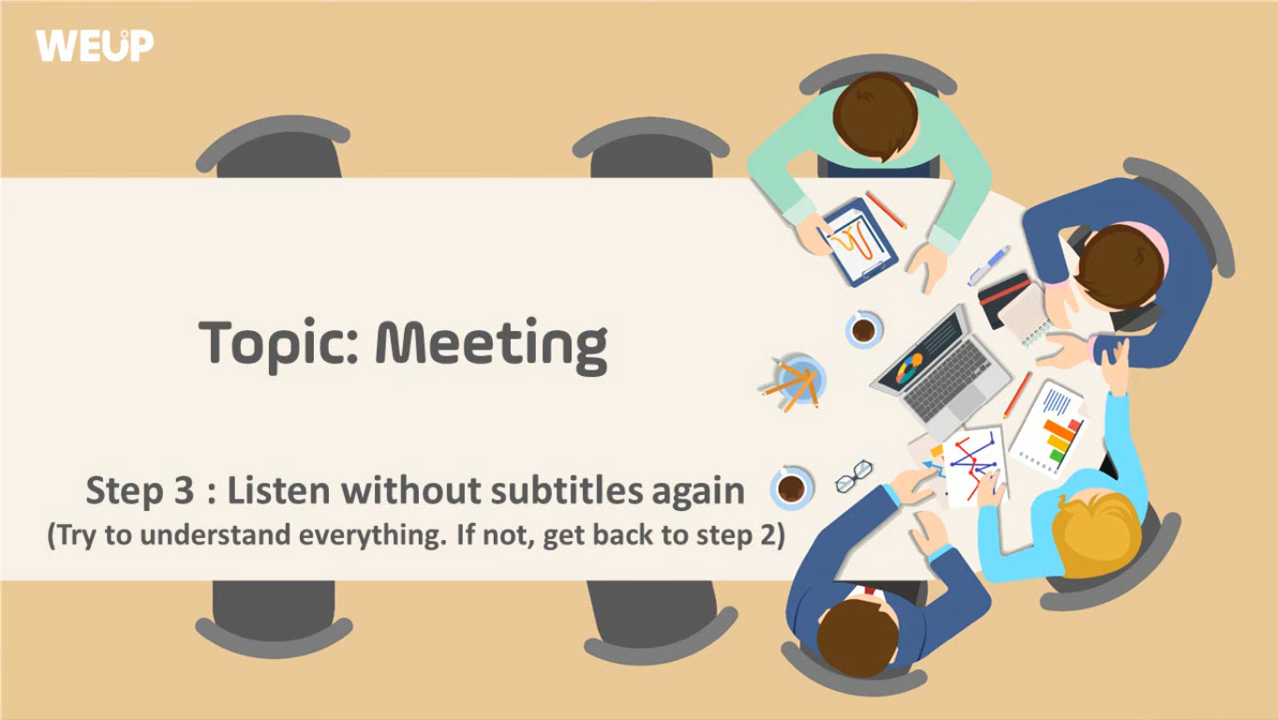 WEUP
Topic: Meeting
Step 3 : Listen without subtitles again
(Try to understand everything. If not, get back to step 2)